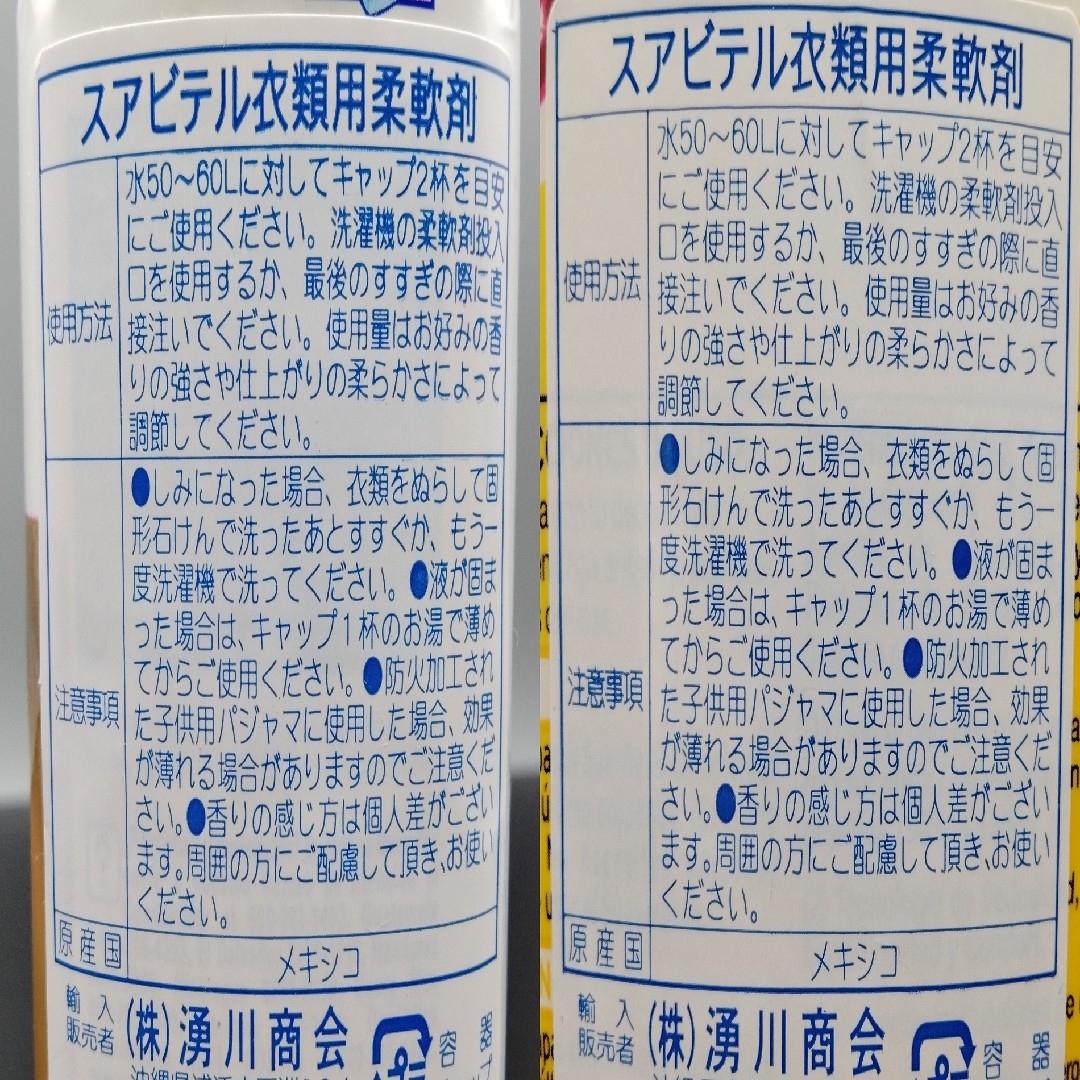 スアビテル衣類用柔軟剤
使用方法
水50～60Lに対してキャップ2杯を目安
にご使用ください。洗濯機の柔軟剤投入
口を使用するか、最後のすすぎの際に直
接注いでください。使用量はお好みの香
りの強さや仕上がりの柔らかさによって
調節してください。
注意事項
●しみになった場合、衣類をぬらして固
形石けんで洗ったあとすすぐか、もう一
度洗濯機で洗ってください。●液が固ま
った場合は、キャップ1杯のお湯で薄め
てからご使用ください。●防火加工され
た子供用パジャマに使用した場合、効果
が薄れる場合がありますのでご注意くだ
さい。●香りの感じ方は個人差がござい
ます。周囲の方にご配慮して頂き、お使い
ください。
原産国
メキシコ
輸入
販売者
(株)湧川商会
容器
スアビテル衣類用柔軟剤
使用方法
水50～60Lに対してキャップ2杯を目安
にご使用ください。洗濯機の柔軟剤投入
口を使用するか、最後のすすぎの際に直
接注いでください。使用量はお好みの香
りの強さや仕上がりの柔らかさによって
調節してください。
注意事項
●しみになった場合、衣類をぬらして固
形石けんで洗ったあとすすぐか、もう一
度洗濯機で洗ってください。●液が固ま
った場合は、キャップ1杯のお湯で薄め
てからご使用ください。●防火加工され
た子供用パジャマに使用した場合、効果
が薄れる場合がありますのでご注意くだ
さい。●香りの感じ方は個人差がござい
ます。周囲の方にご配慮して頂き、お使い
ください。
原産国
メキシコ
輸入
販売者
(株)湧川商会
容器